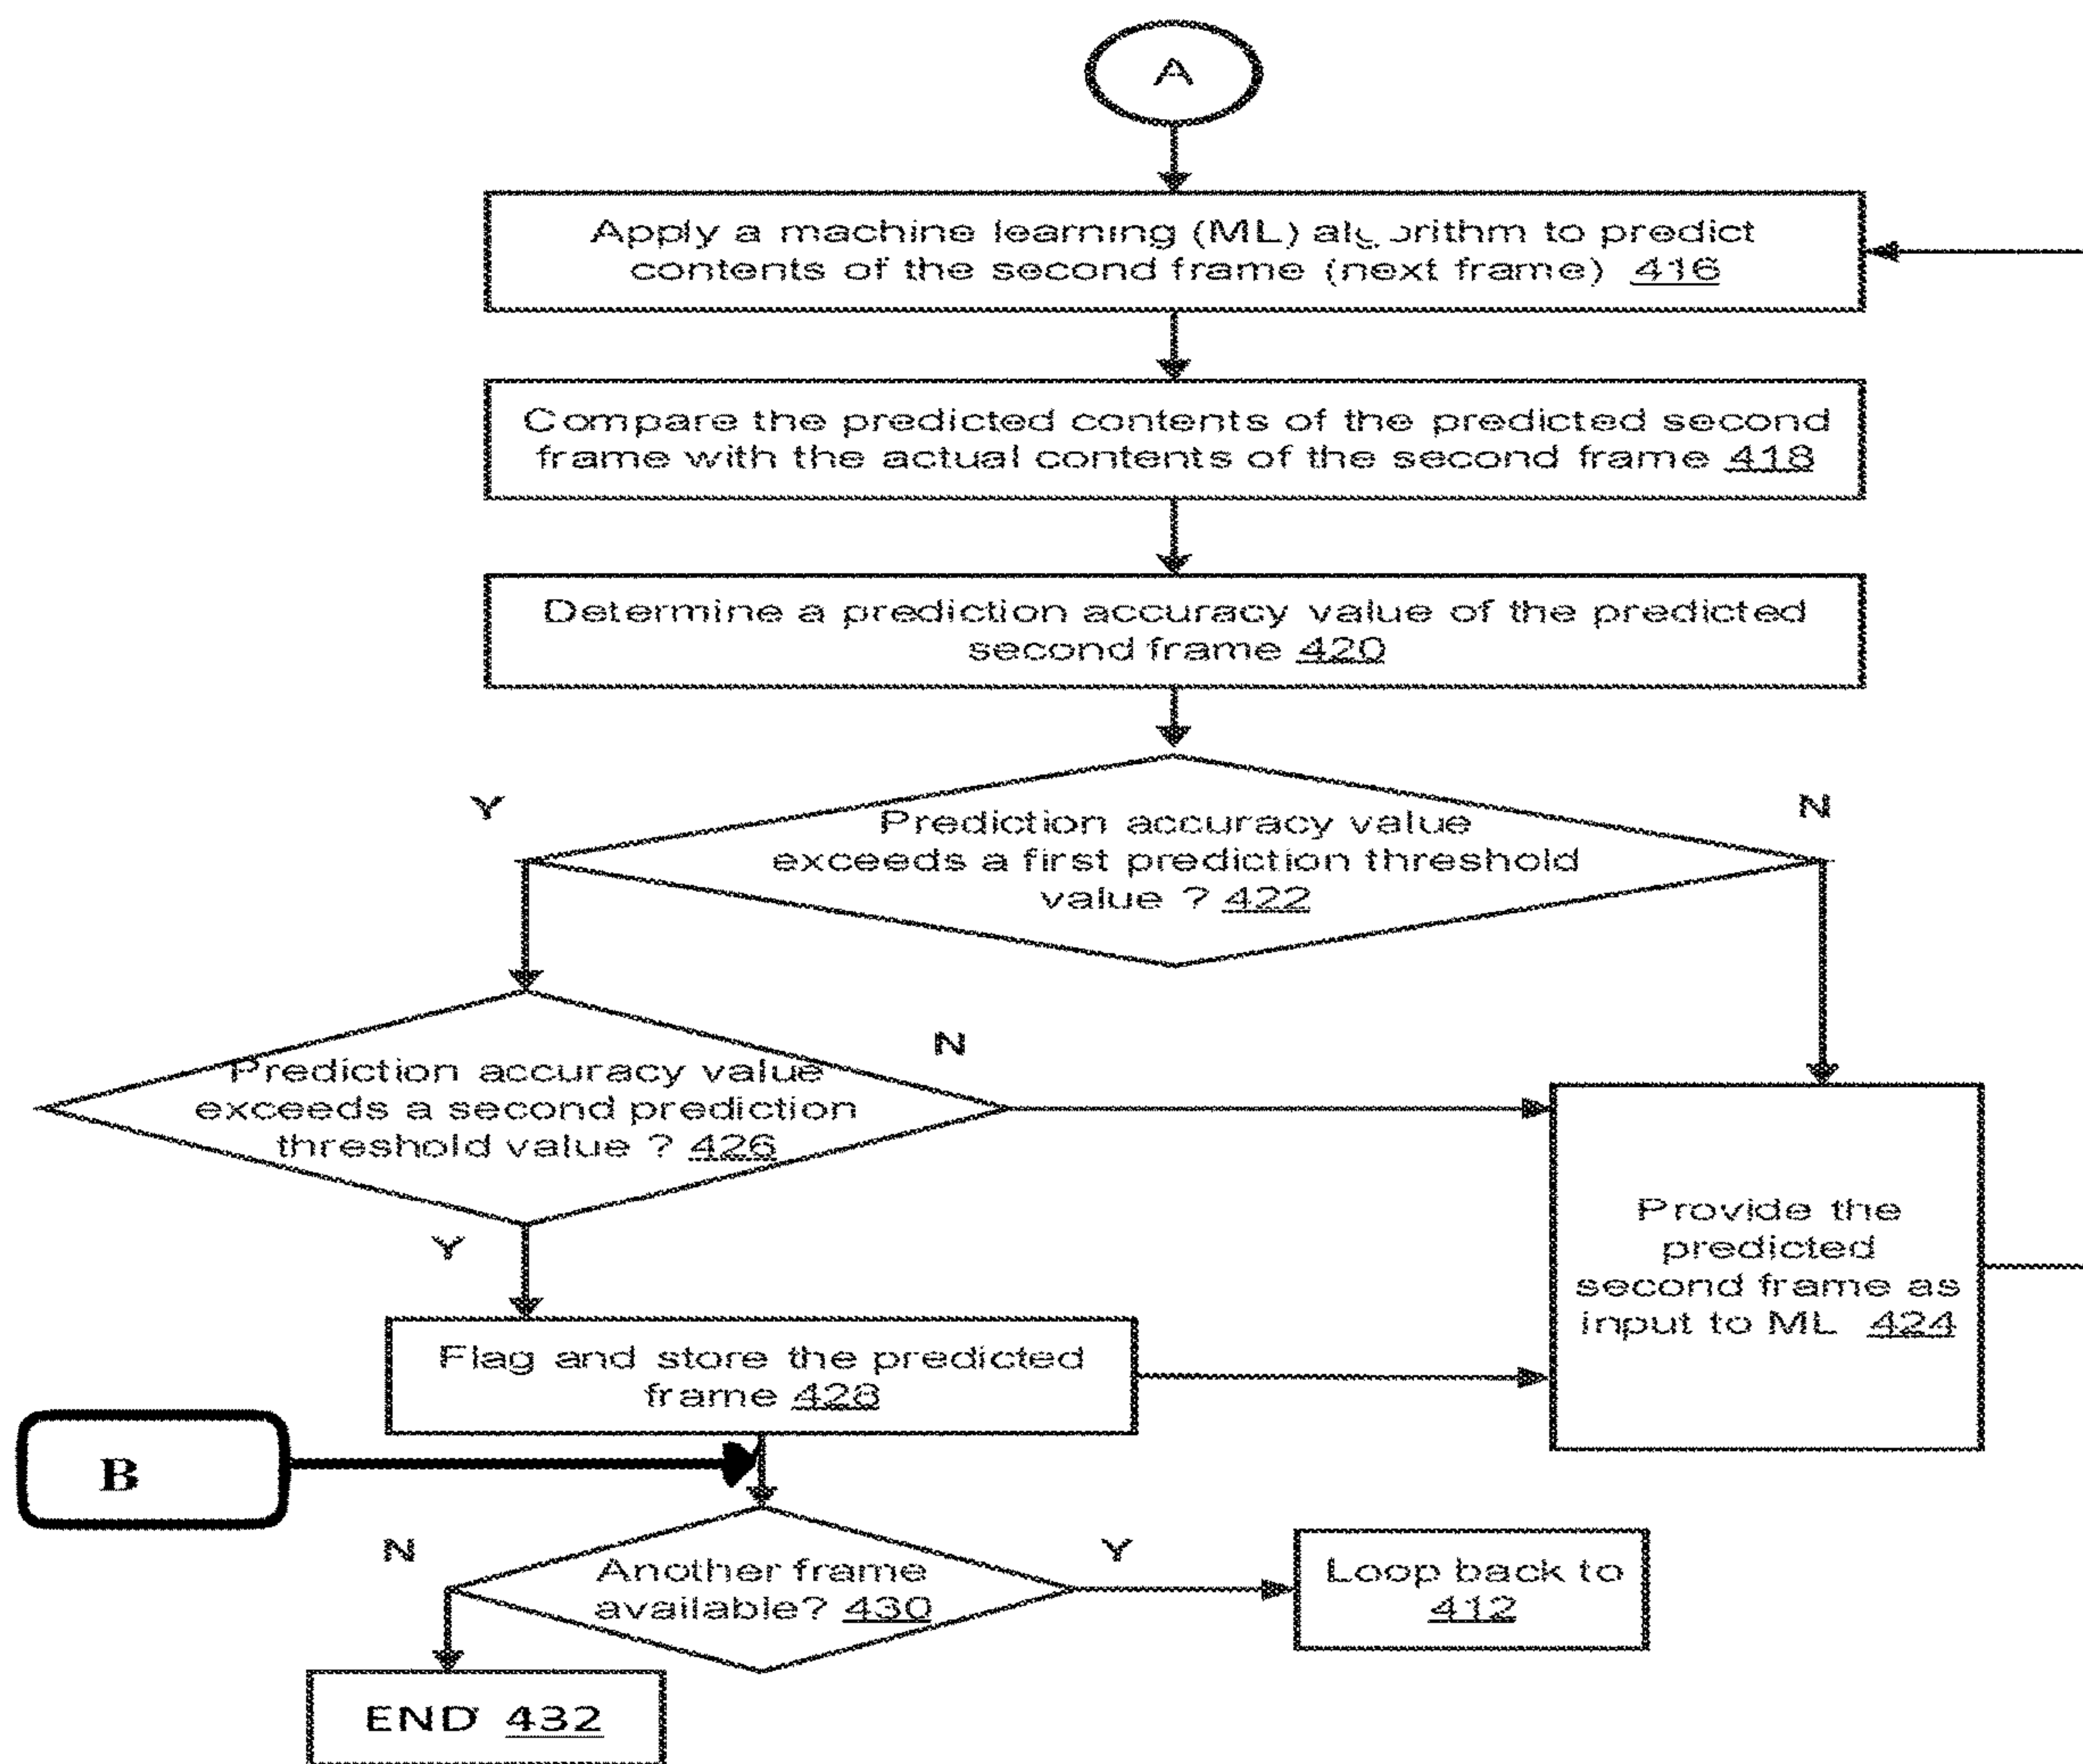 A
Apply a machine learning (ML) algorithm to predict
contents of the second frame (next frame) 416
Compare the predicted contents of the predicted second
frame with the actual contents of the second frame 418
Determine a prediction accuracy value of the predicted
second frame 420
Y
N
Prediction accuracy value
exceeds a first prediction threshold
value ? 422
N
Prediction accuracy value
exceeds a second prediction
threshold value ? 426
Y
Provide the
predicted
second frame as
input to ML 424
Flag and store the predicted
frame 428
B
N
Y
Another frame
available? 430
Loop back to
412
END 432